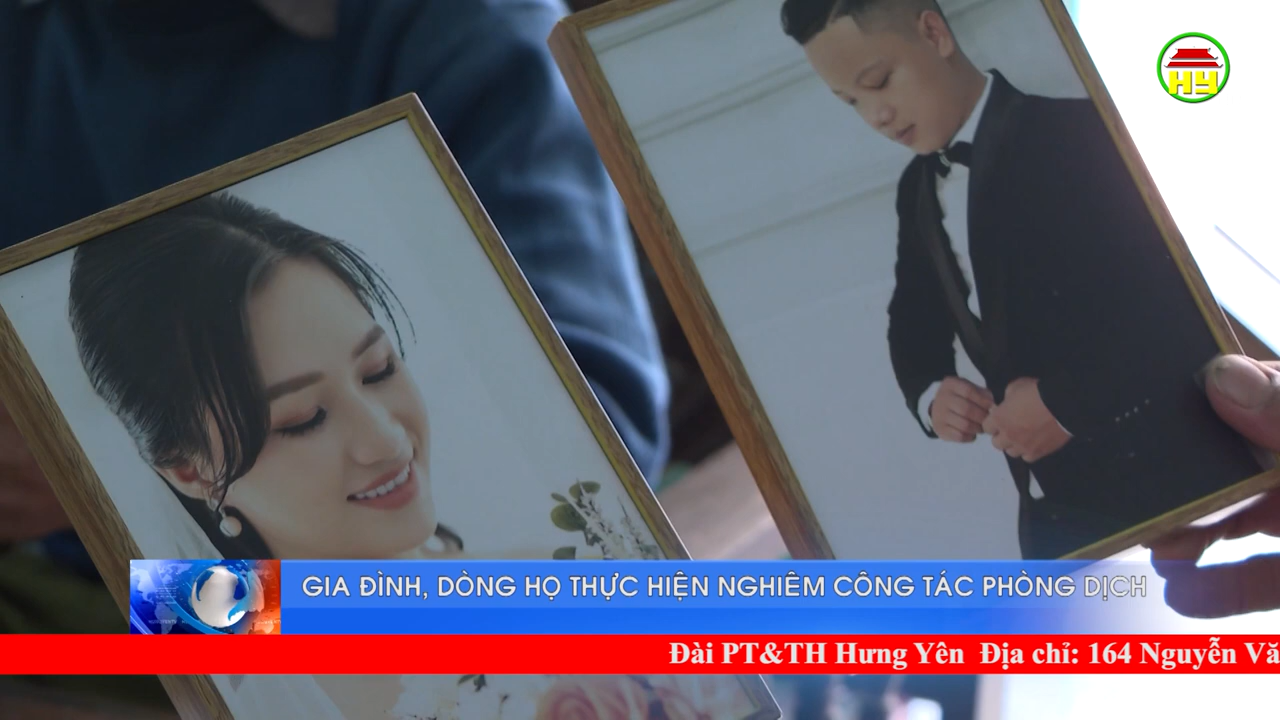 HY
GIA ĐÌNH, DÒNG HỌ THỰC HIỆN NGHIÊM CÔNG TÁC PHÒNG DỊCH
Đài PT&TH Hưng Yên Địa chỉ: 164 Nguyễn Vă